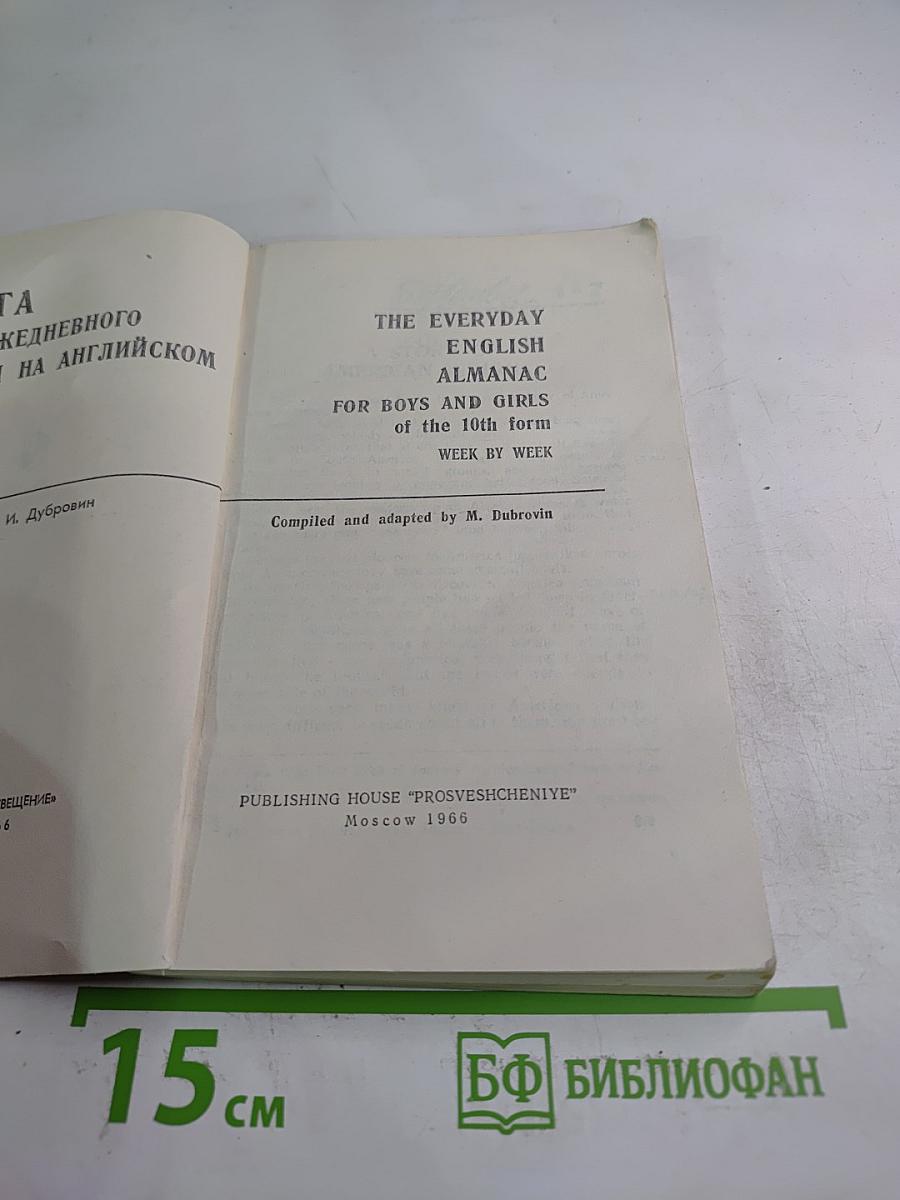 ТА
ЖЕДНЕВНОГО
НА АНГЛИЙСКОМ
И. Дубровин
ВЕЩЕНИЕ»
6
THE EVERYDAY
ENGLISH
ALMANAC
FOR BOYS AND GIRLS
of the 10th form
WEEK BY WEEK
Compiled and adapted by M. Dubrovin
PUBLISHING HOUSE “PROSVESHCHENIYE”
Moscow 1966
15 см
БФ БИБЛИОФАН